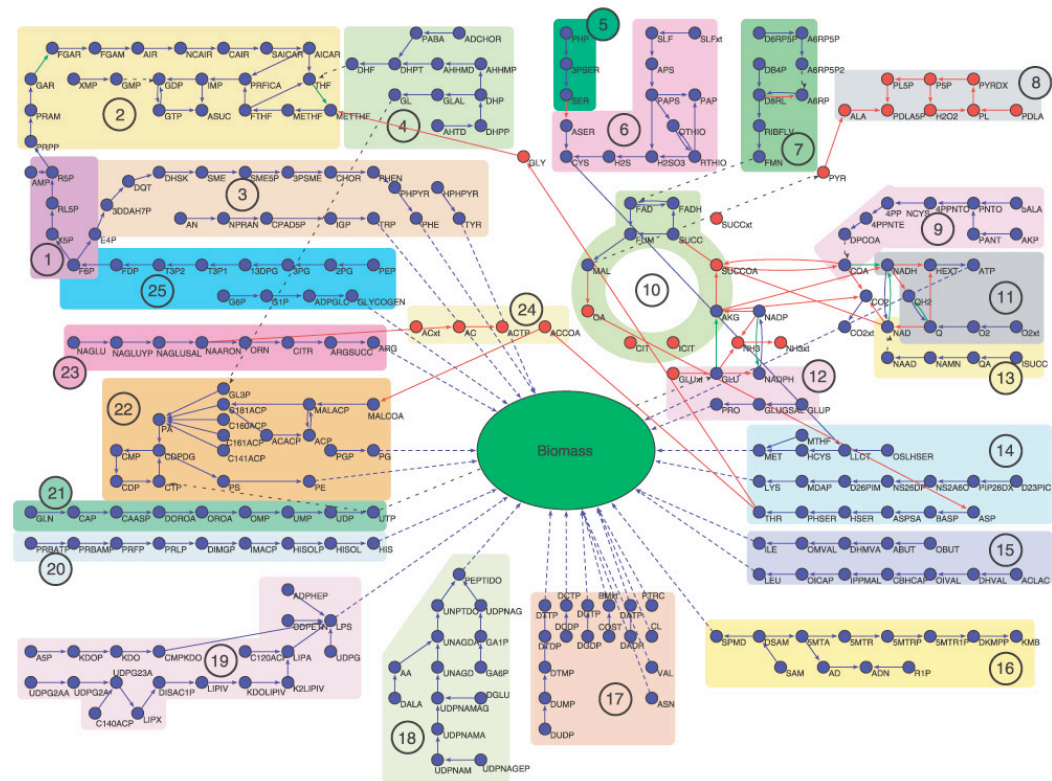 PABA ADCHOR
5
PHP
SLF SLFxt
D6RP5P A6RP5P
FGAR FGAM AIR NCAIR CAIR SAICAR AICAR
DHF DHPT AHHMD AHHMP
3PSER
APS
DB4P A6RP5P2
8
GAR XMP GMP GDP IMP PRFICA THF
GL GLAL DHP
SER
PAPS PAP
D8RL A6RP
PL5P P5P PYRDX
2
4
6
7
PRAM GTP ASUC FTHF METHF METTHF
AHTD DHPP
ASER
OTHIO
RIBFLV
ALA PDLA5P H2O2 PL PDLA
PRPP
GLY
CYS H2S H2SO3 RTHIO
FMN
PYR
AMP R5P
DQT DHSK SME SME5P 3PSME CHOR PHEN
3
PHPYR HPHPYR
RL5P
3DDAH7P
FAD FADH
SUCCxt
4PP NCYS 4PPNTO PNTO bALA
4PPNTE
9
X5P E4P
AN NPRAN CPAD5P IGP TRP PHE TYR
FUM SUCC
DPCOA PANT AKP
1
F6P FDP T3P2 T3P1 13DPG 3PG 2PG PEP
MAL SUCCOA
COA NADH HEXT ATP
25
10
11
G6P G1P ADPGLC GLYCOGEN
OA AKG NADP
CO2 QH2
24
ACxt AC ACTP ACCOA
CO2xt NAD Q O2 O2xt
NAGLU NAGLUYP NAGLUSAL NAARON ORN CITR ARGSUCC ARG
CIT ICIT NH3 NH3xt
23
NAAD NAMN QA ISUCC
13
GLUxt GLU NADPH
12
GL3P
22
MALACP MALCOA
PRO GLUGSAL GLUP
S181ACP
PA C160ACP
C161ACP ACACP ACP
C141ACP
Biomass
MTHF
MET HCYS LLCT OSLHSER
14
CMP CDPDG PGP PG
CDP CTP PS PE
LYS MDAP D26PIM NS26DP NS2A6O PIP26DX D23PIC
21
GLN CAP CAASP DOROA OROA OMP UMP UDP UTP
THR PHSER HSER ASPSA BASP ASP
PRBATP PRBAMP PRFP PRLP DIMGP IMACP HISOLP HISOL HIS
20
ILE OMVAL DHMVA ABUT OBUT
15
LEU OICAP IPPMAL CBHCAP OIVAL DHVAL ACLAC
PEPTIDO
ADPHEP
UNPTDO UDPNAG
DTTP DCTP DGTP BMH DATP PTRC
LPS
UNAGDA GA1P
DTDP DCDP DGDP COST DADP CL
SPMD DSAM 5MTA 5MTR 5MTRP 5MTR1P DKMPP KMB
A5P KDOP KDO CMPKDO
19
C120ACP LIPA UDPG
UDPG2AA UDPG2A UDPG23A DISAC1P LIPIV KDOLIPIV K2LIPIV
AA UNAGD GA6P
DTMP VAL
SAM AD ADN R1P
16
DALA UDPNAMAG DGLU
DUMP ASN
17
C140ACP LIPX
UDPNAMA
18
DUDP
UDPNAM UDPNAGEP